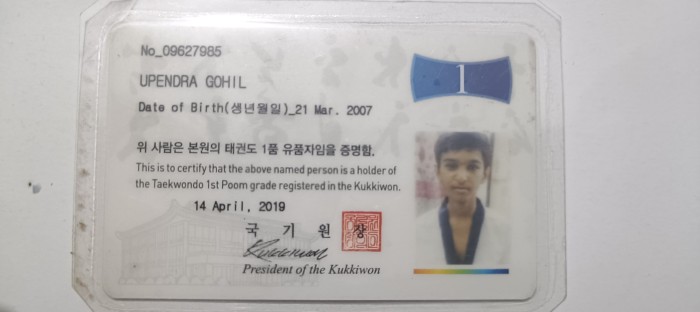 No_09627985
1
UPENDRA GOHIL
Date of Birth(생년월일)_21 Mar. 2007
위 사람은 본원의 태권도 1품 유품자임을 증명함.
This is to certify that the above named person is a holder of
the Taekwondo 1st Poom grade registered in the Kukkiwon.
14 April, 2019
국 기 원 장
Kukkiwon
President of the Kukkiwon